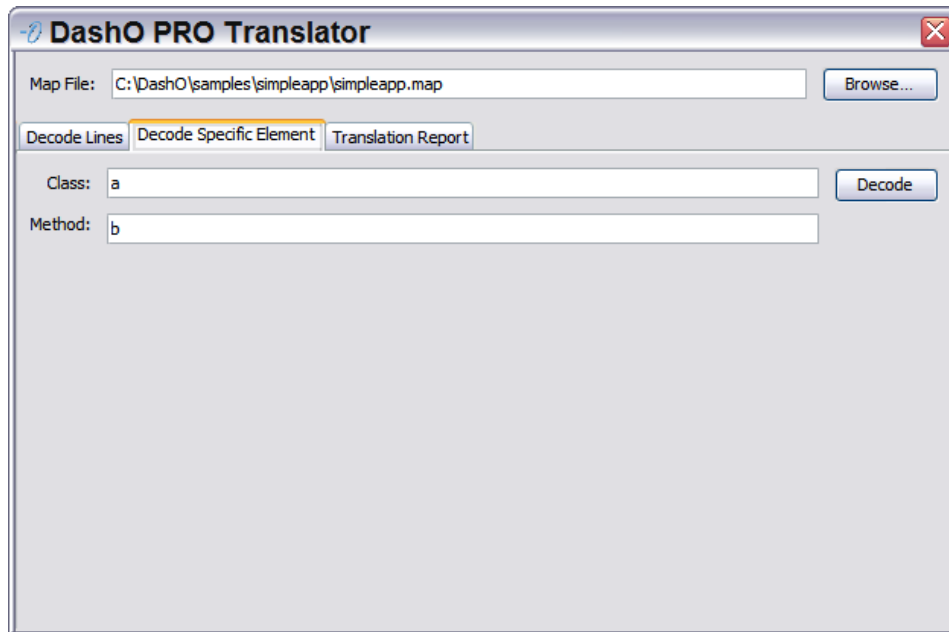 DashO PRO Translator
Map File: C:\DashO\samples\simpleapp\simpleapp.map Browse...
Decode Lines Decode Specific Element Translation Report
Class: a Decode
Method: b